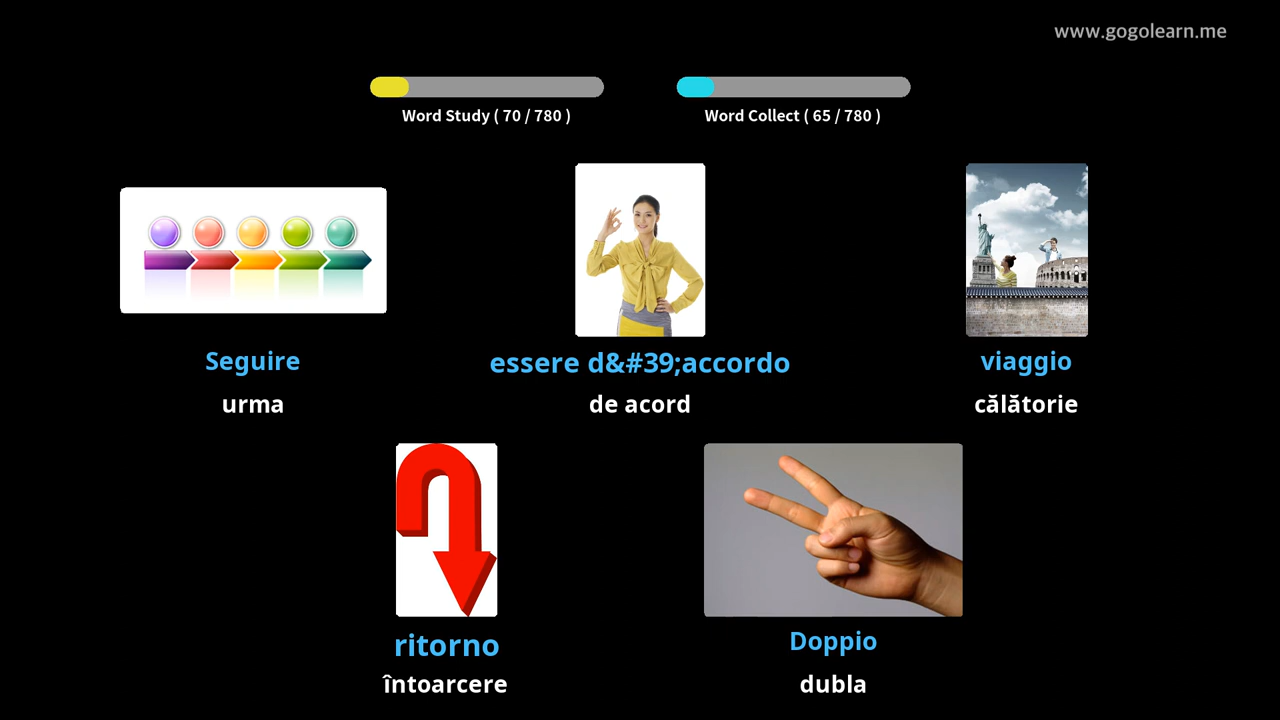 www.gogolearn.me
Word Study ( 70 / 780 )
Word Collect ( 65 / 780 )
Seguire
essere d&#39;accordo
viaggio
urma
de acord
călătorie
ritorno
Doppio
întoarcere
dubla